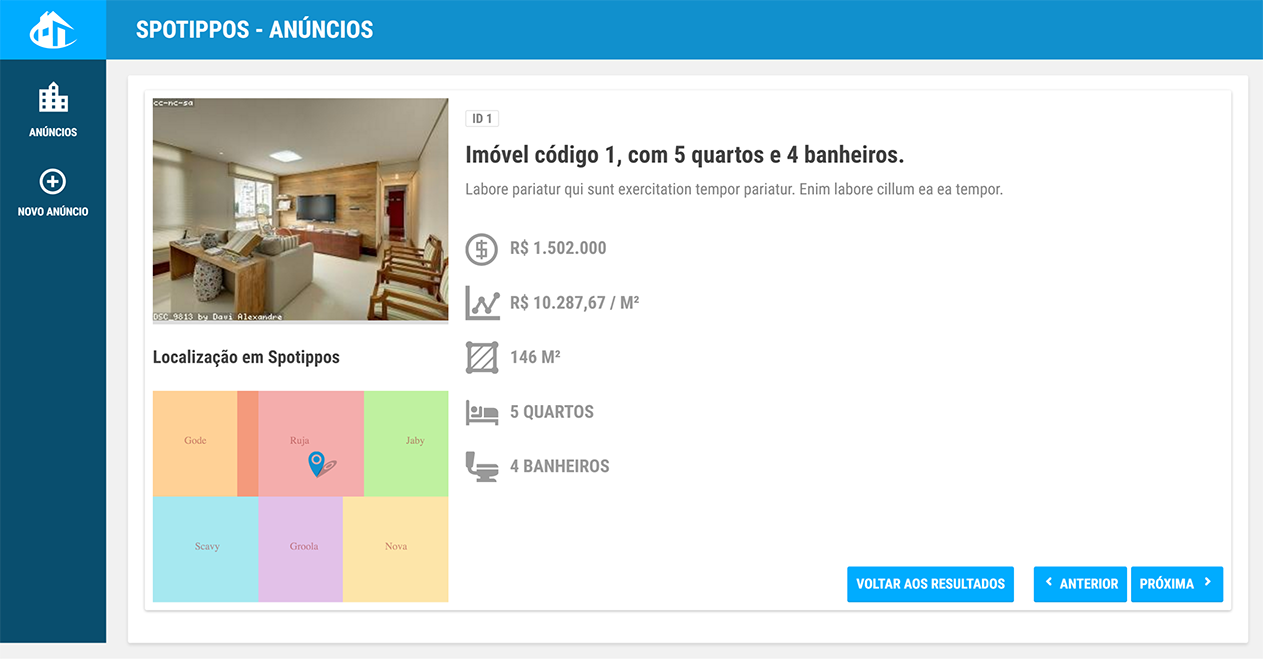 SPOTIPPOS - ANÚNCIOS
ANÚNCIOS
NOVO ANÚNCIO
cc-nc-sa
DSC_9813 by Davi Alexandre
Localização em Spotippos
Gode
Ruja
Jaby
Scavy
Groola
Nova
ID 1
Imóvel código 1, com 5 quartos e 4 banheiros.
Labore pariatur qui sunt exercitation tempor pariatur. Enim labore cillum ea ea tempor.
R$ 1.502.000
R$ 10.287,67 / M²
146 M²
5 QUARTOS
4 BANHEIROS
VOLTAR AOS RESULTADOS
ANTERIOR
PRÓXIMA